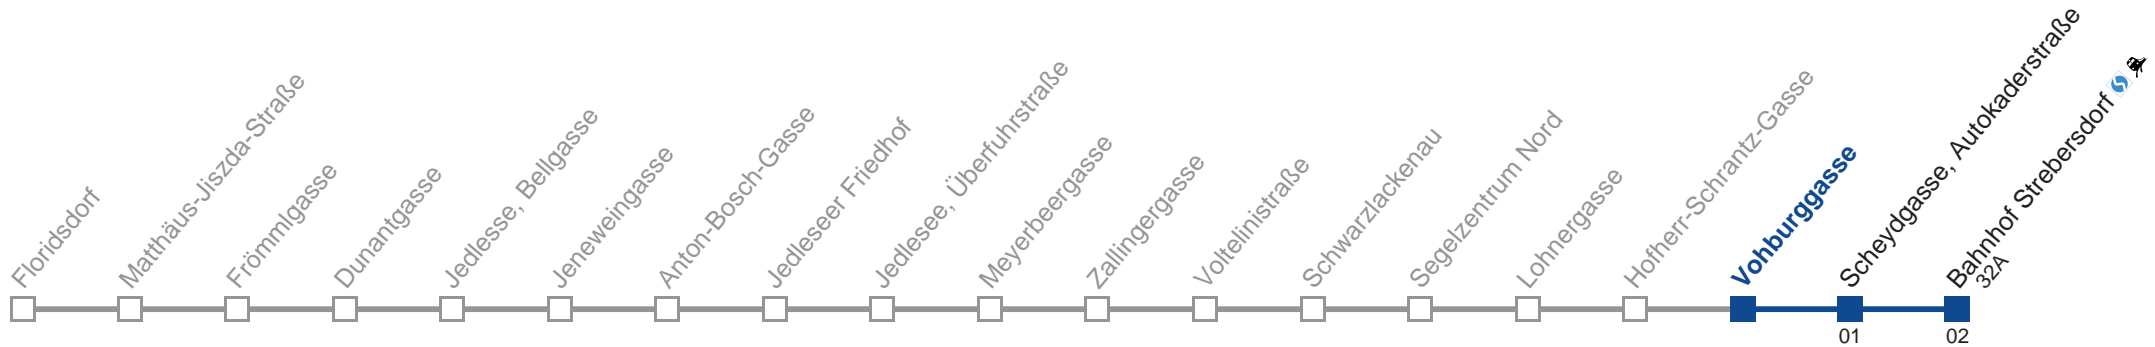 Floridsdorf
Matthäus-Jiszda-Straße
Frömmlgasse
Dunantgasse
Jedlesse, Bellgasse
Jeneweingasse
Anton-Bosch-Gasse
Jedleseer Friedhof
Jedlesee, Überfuhrstraße
Meyerbeergasse
Zallingergasse
Voltelinistraße
Schwarzlackenau
Segelzentrum Nord
Lohnergasse
Hofherr-Schrantz-Gasse
Vohburggasse
Scheydgasse, Autokaderstraße
Bahnhof Strebersdorf
32A
01
02